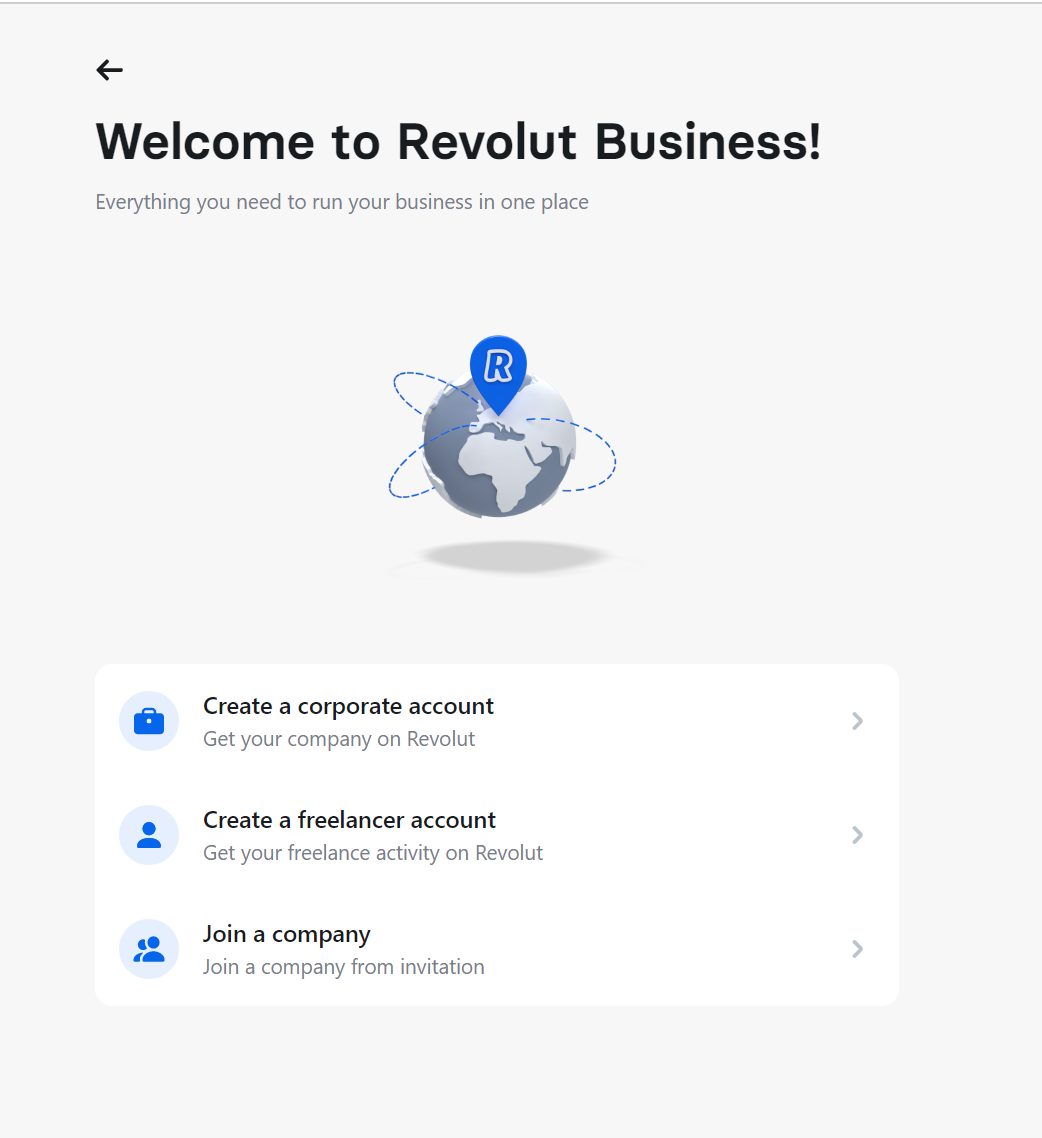 Welcome to Revolut Business!
Everything you need to run your business in one place
R
Create a corporate account
Get your company on Revolut
Create a freelancer account
Get your freelance activity on Revolut
Join a company
Join a company from invitation